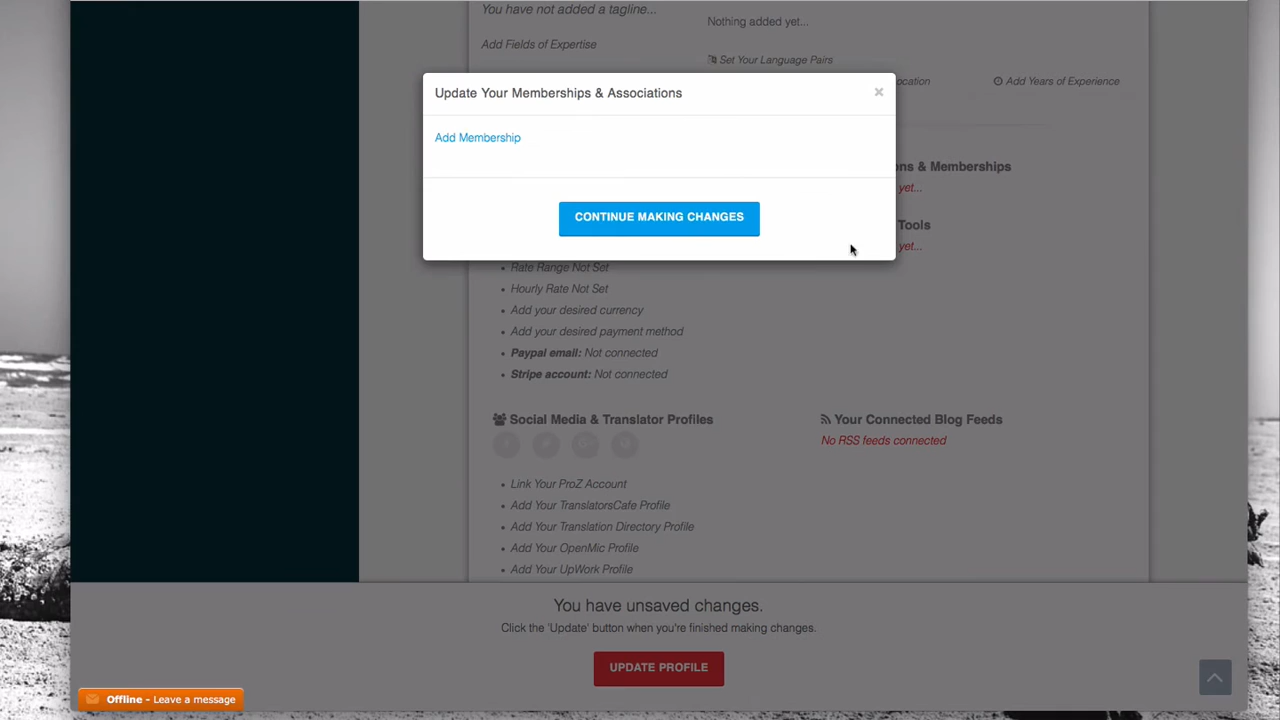 You have not added a tagline...
Nothing added yet...
Add Fields of Expertise
Set Your Language Pairs
ocation
Add Years of Experience
Update Your Memberships & Associations
×
Add Membership
CONTINUE MAKING CHANGES
ns & Memberships
yet...
Tools
yet...
• Rate Range Not Set
• Hourly Rate Not Set
• Add your desired currency
• Add your desired payment method
• Paypal email: Not connected
• Stripe account: Not connected
Social Media & Translator Profiles
Your Connected Blog Feeds
No RSS feeds connected
• Link Your ProZ Account
• Add Your TranslatorsCafe Profile
• Add Your Translation Directory Profile
• Add Your OpenMic Profile
• Add Your UpWork Profile
You have unsaved changes.
Click the 'Update' button when you're finished making changes.
UPDATE PROFILE
Offline - Leave a message